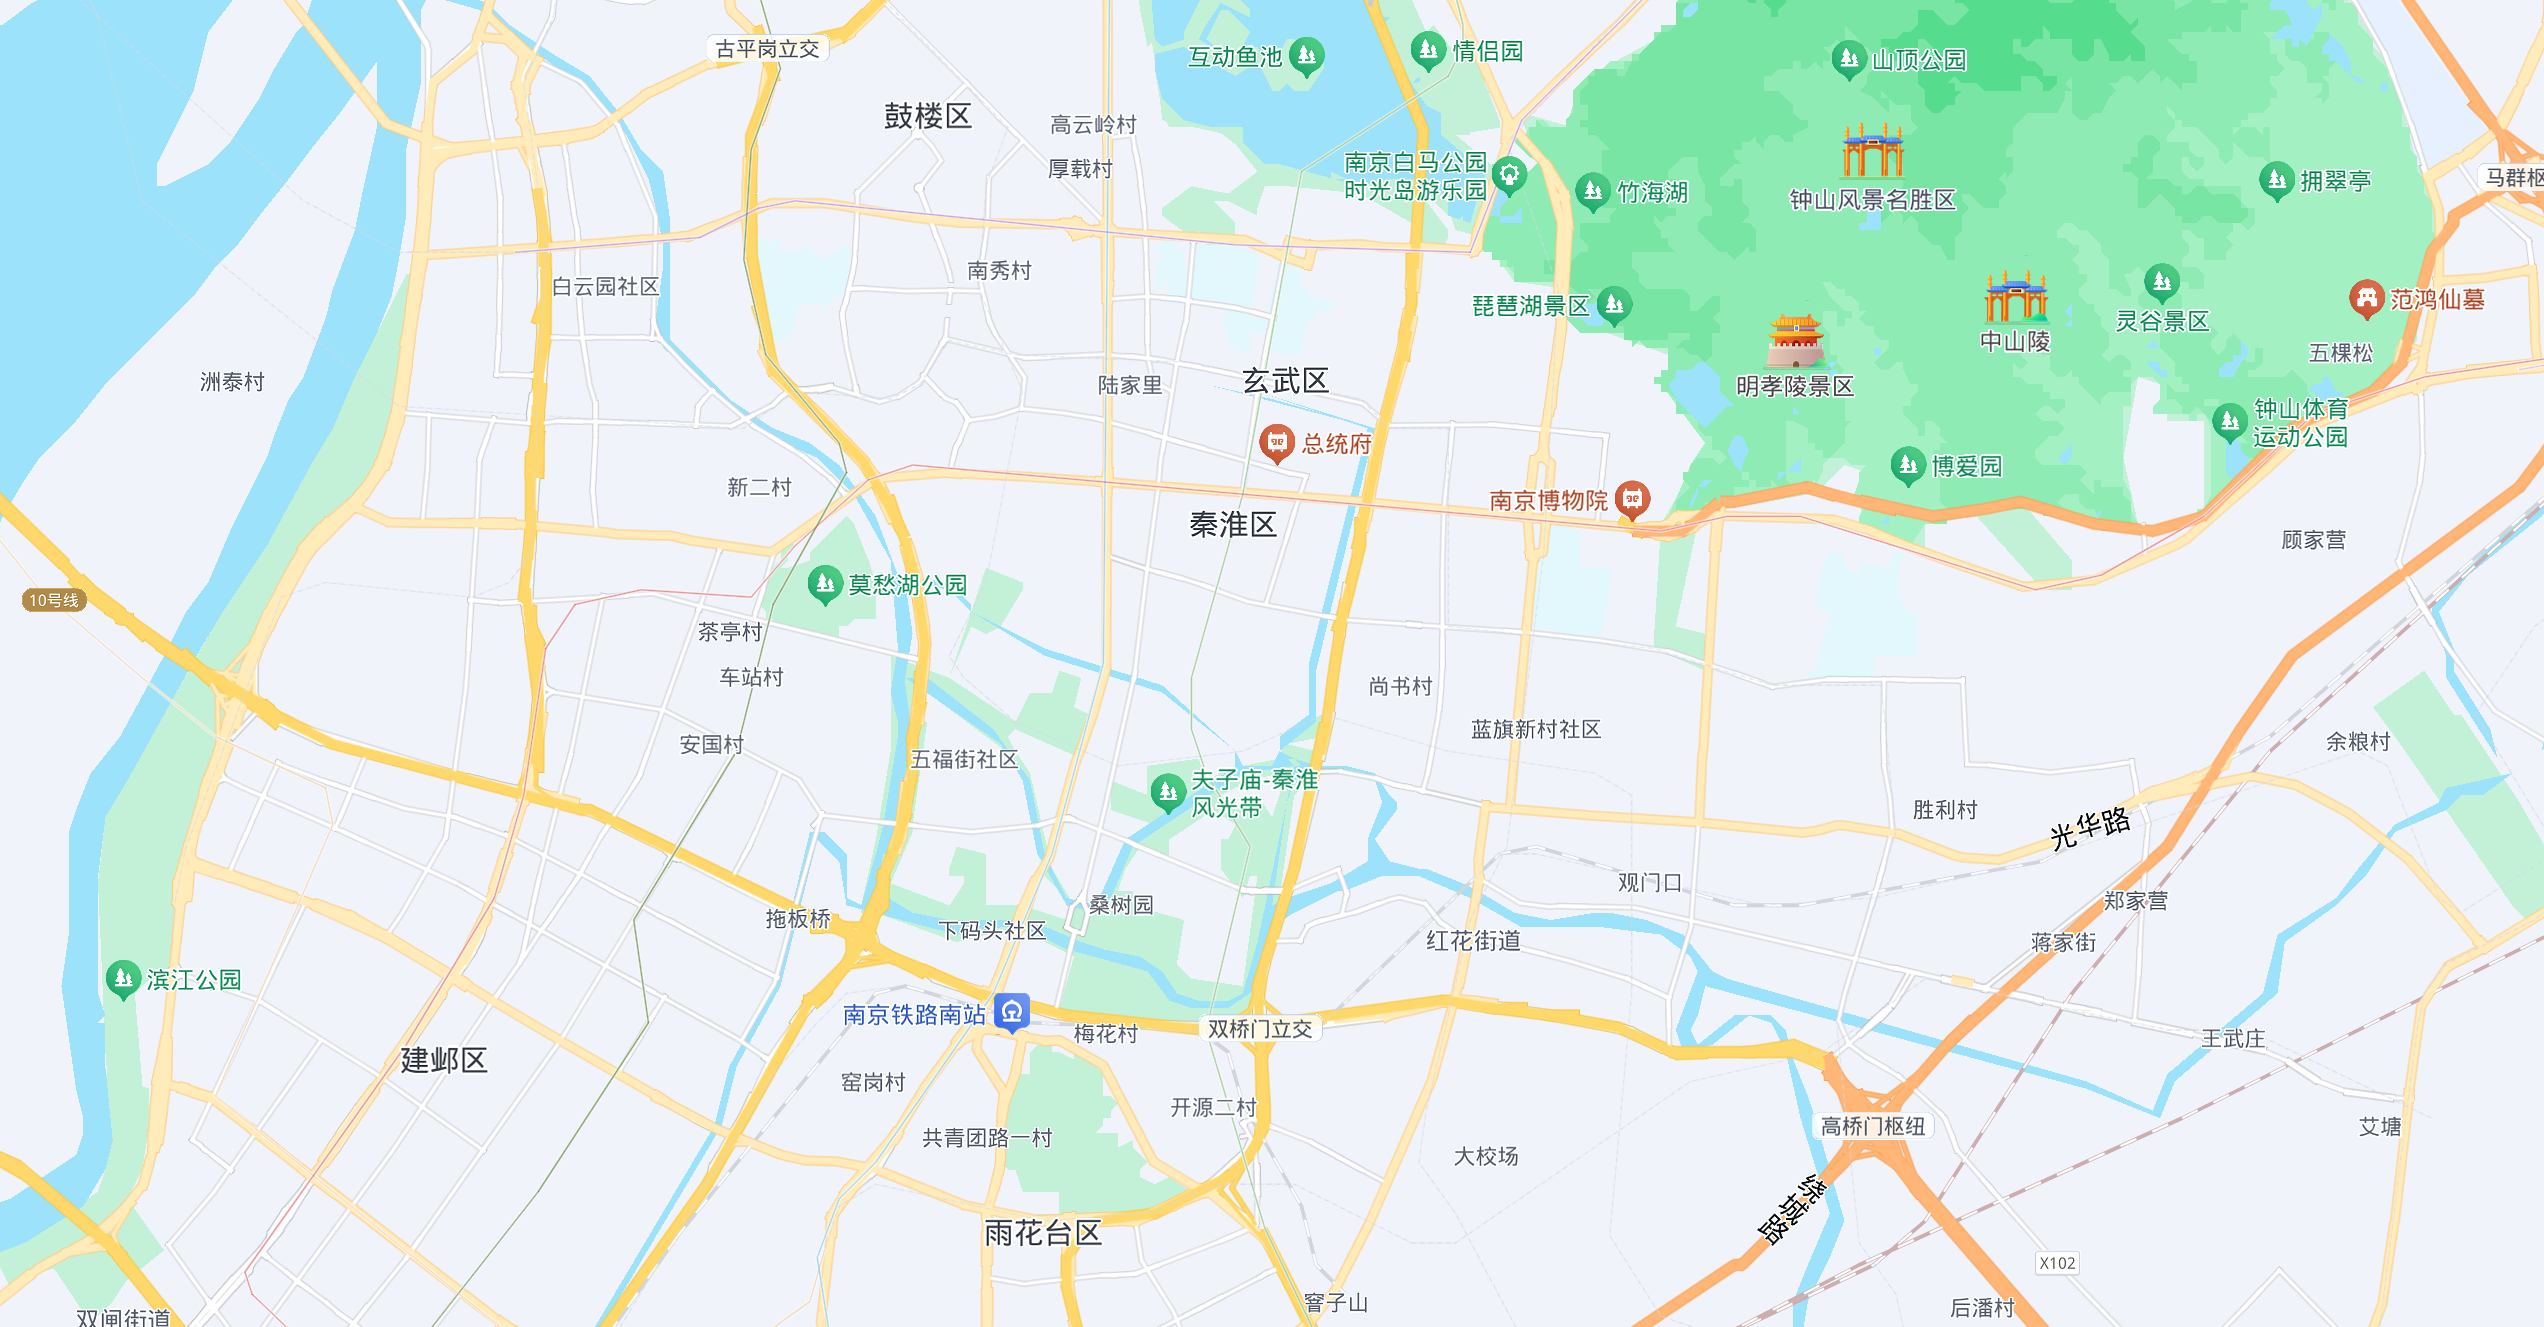 古平岗立交
互动鱼池
情侣园
山顶公园
鼓楼区
高云岭村
厚载村
南京白马公园
时光岛游乐园
竹海湖
钟山风景名胜区
拥翠亭
马群枢
白云园社区
南秀村
琵琶湖景区
中山陵
灵谷景区
范鸿仙墓
五棵松
洲泰村
陆家里
玄武区
明孝陵景区
钟山体育
运动公园
总统府
博爱园
新二村
南京博物院
秦淮区
顾家营
10号线
莫愁湖公园
茶亭村
车站村
尚书村
安国村
五福街社区
蓝旗新村社区
余粮村
夫子庙-秦淮
风光带
胜利村
光华路
观门口
郑家营
拖板桥
下码头社区
桑树园
红花街道
蒋家街
滨江公园
南京铁路南站
梅花村
双桥门立交
王武庄
建邺区
窑岗村
开源二村
高桥门枢纽
艾塘
共青团路一村
大校场
绕城路
雨花台区
X102
双闸街道
窨子山
后潘村